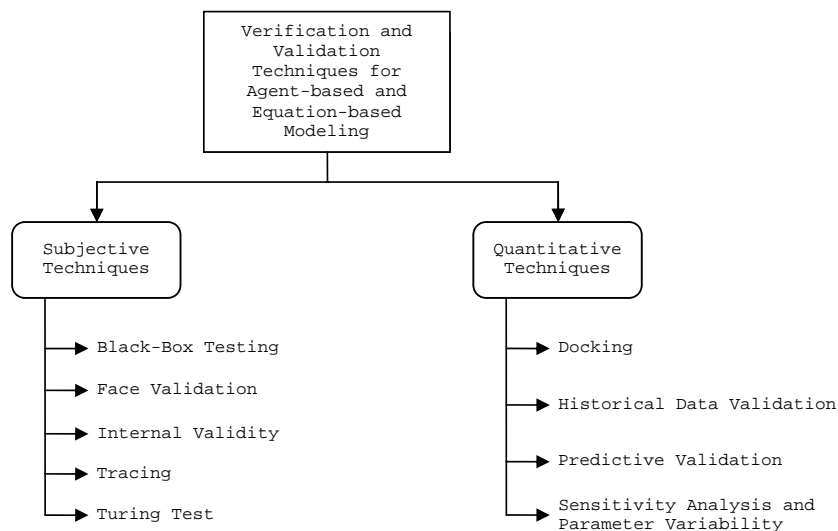 Verification and
Validation
Techniques for
Agent-based and
Equation-based
Modeling
Subjective
Techniques
Quantitative
Techniques
Black-Box Testing
Face Validation
Internal Validity
Tracing
Turing Test
Docking
Historical Data Validation
Predictive Validation
Sensitivity Analysis and
Parameter Variability